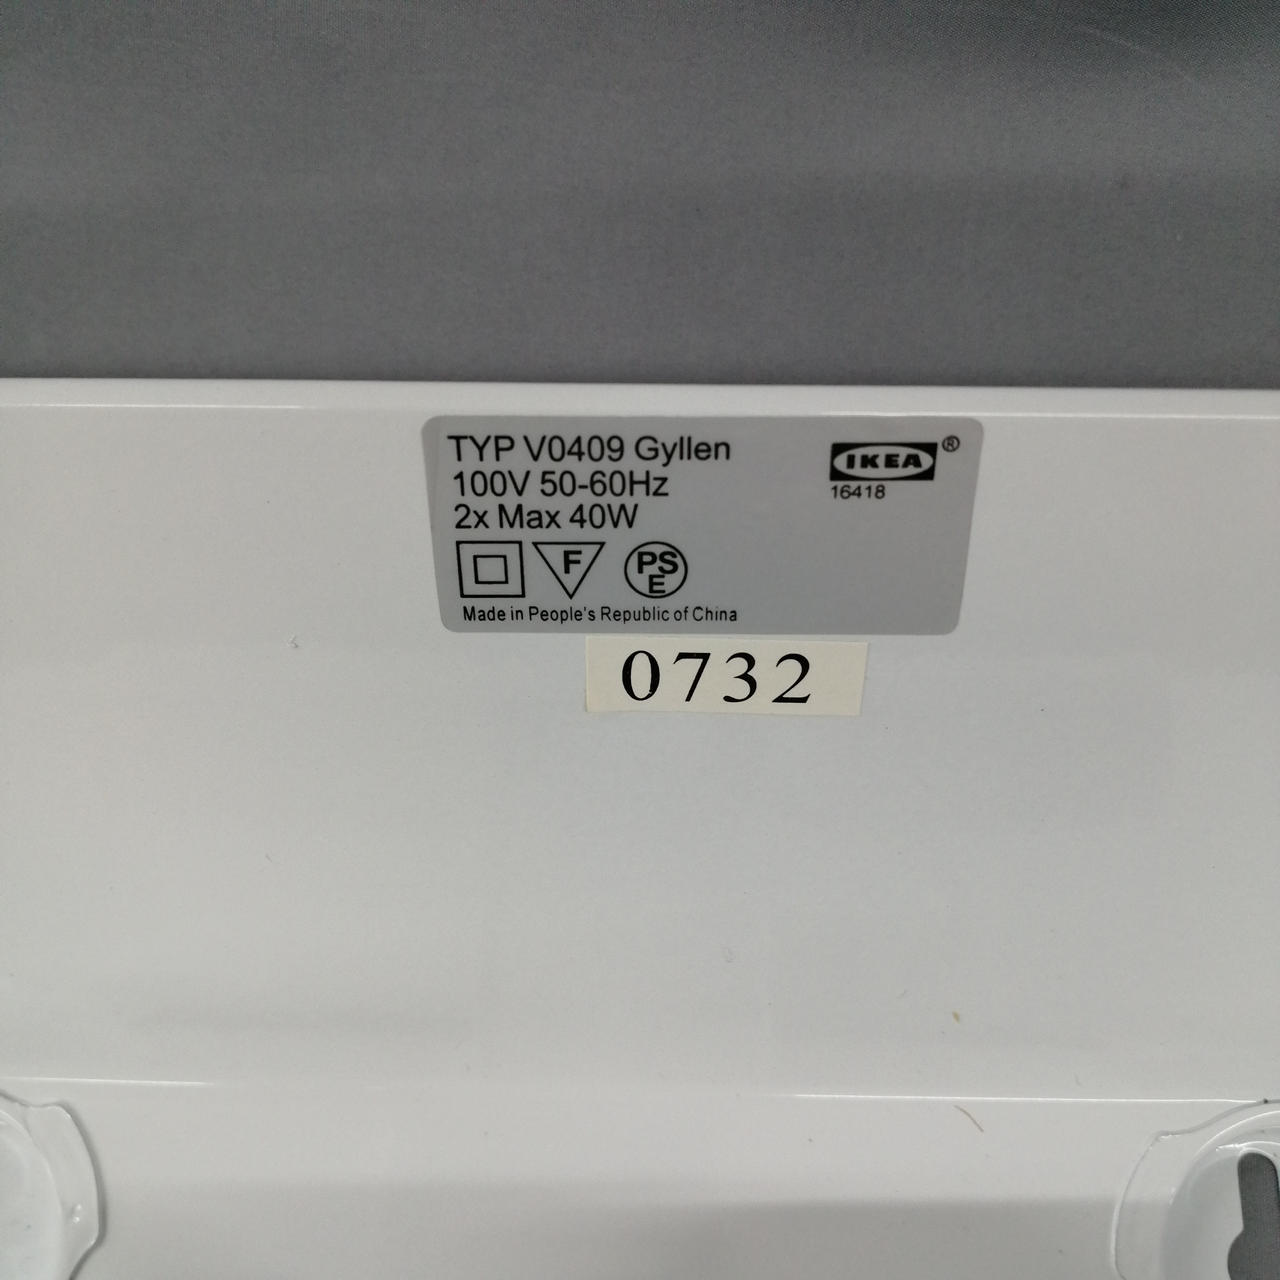 TYP V0409 Gyllen
100V 50-60Hz
2x Max 40W
IKEA®
16418
F
PS
E
Made in People's Republic of China
0732